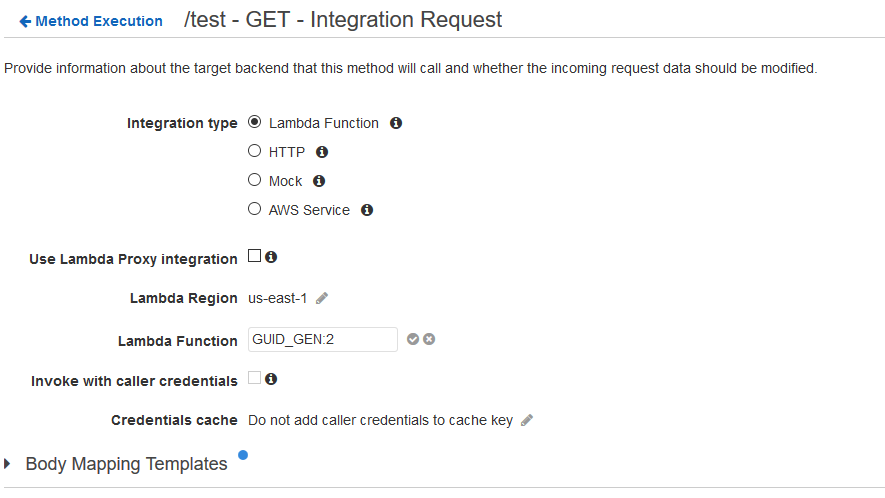 Method Execution /test - GET - Integration Request
Provide information about the target backend that this method will call and whether the incoming request data should be modified.
Integration type Lambda Function
HTTP
Mock
AWS Service
Use Lambda Proxy integration
Lambda Region us-east-1
Lambda Function GUID_GEN:2
Invoke with caller credentials
Credentials cache Do not add caller credentials to cache key
Body Mapping Templates